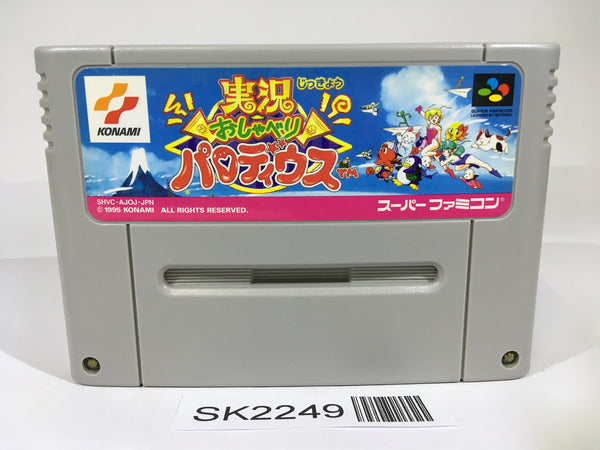 KONAMI
じっきょう
実況
おしゃべり
パロディウス™
SUPER FAMICOM
LICENSED BY NINTENDO
SHVC-AJOJ-JPN
© 1995 KONAMI ALL RIGHTS RESERVED.
スーパーファミコン®
SK2249